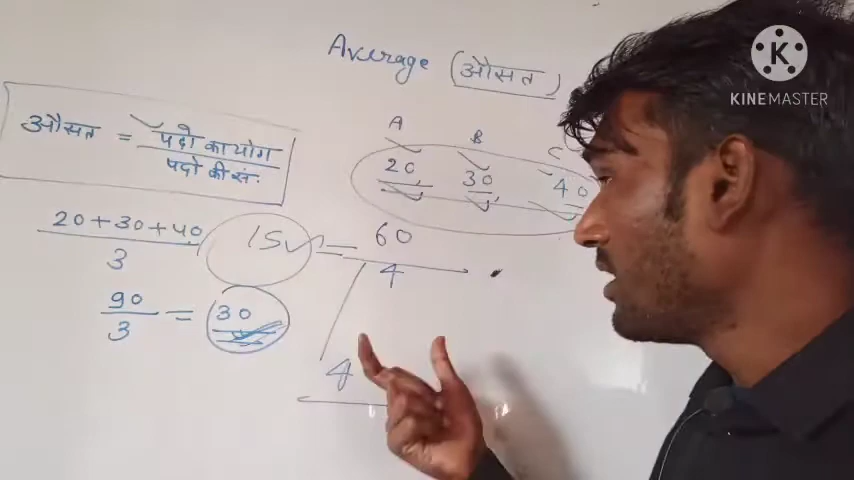 Average (औसत)
औसत = पदो का योग
पदो की सं.
A B C
20, 30, 40
20+30+40
3
15 = 60
4
90
3
= 30
4
KINEMASTER